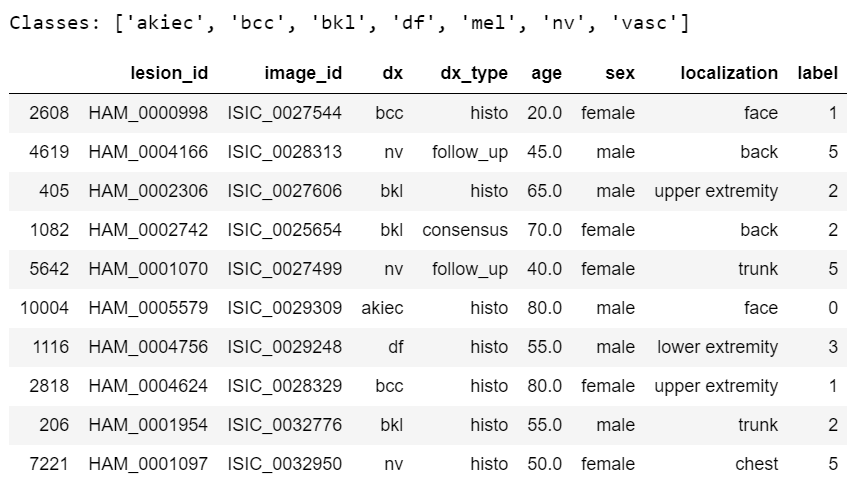 Classes: ['akiec', 'bcc', 'bkl', 'df', 'mel', 'nv', 'vasc']
lesion_id image_id dx dx_type age sex localization label
2608 HAM_0000998 ISIC_0027544 bcc histo 20.0 female face 1
4619 HAM_0004166 ISIC_0028313 nv follow_up 45.0 male back 5
405 HAM_0002306 ISIC_0027606 bkl histo 65.0 male upper extremity 2
1082 HAM_0002742 ISIC_0025654 bkl consensus 70.0 female back 2
5642 HAM_0001070 ISIC_0027499 nv follow_up 40.0 female trunk 5
10004 HAM_0005579 ISIC_0029309 akiec histo 80.0 male face 0
1116 HAM_0004756 ISIC_0029248 df histo 55.0 male lower extremity 3
2818 HAM_0004624 ISIC_0028329 bcc histo 80.0 female upper extremity 1
206 HAM_0001954 ISIC_0032776 bkl histo 55.0 male trunk 2
7221 HAM_0001097 ISIC_0032950 nv histo 50.0 female chest 5